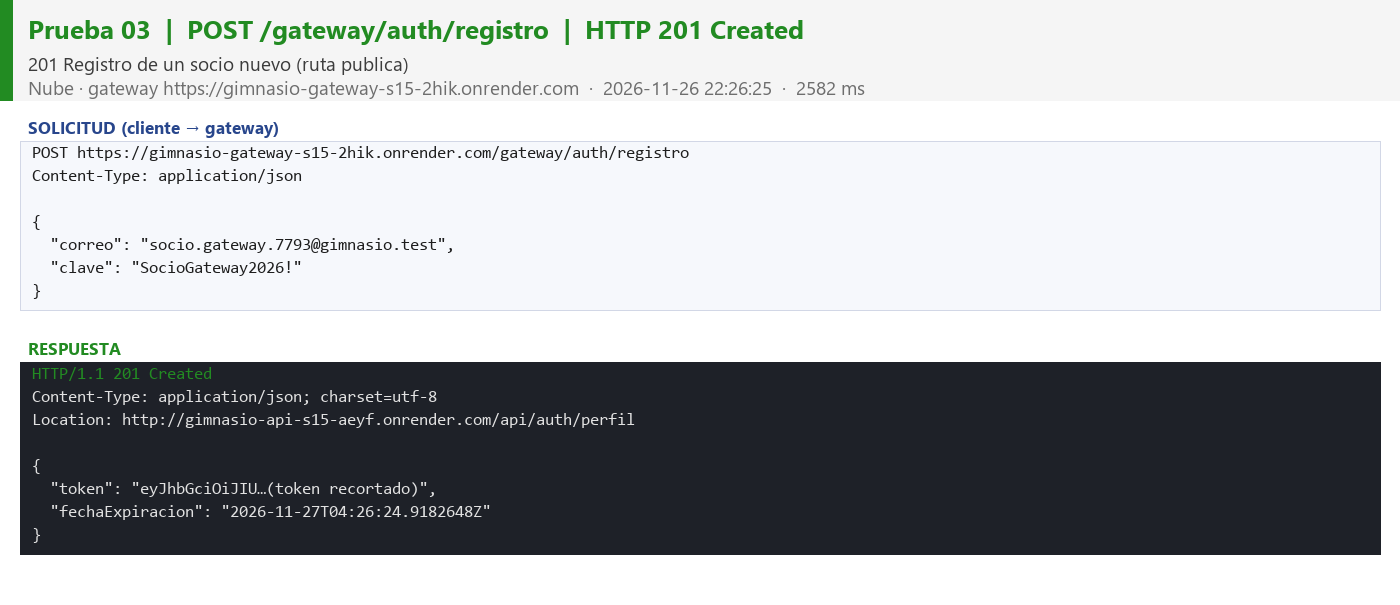 Prueba 03 | POST /gateway/auth/registro | HTTP 201 Created
201 Registro de un socio nuevo (ruta publica)
Nube · gateway https://gimnasio-gateway-s15-2hik.onrender.com · 2026-11-26 22:26:25 · 2582 ms
SOLICITUD (cliente → gateway)
POST https://gimnasio-gateway-s15-2hik.onrender.com/gateway/auth/registro
Content-Type: application/json
{
"correo": "socio.gateway.7793@gimnasio.test",
"clave": "SocioGateway2026!"
}
RESPUESTA
HTTP/1.1 201 Created
Content-Type: application/json; charset=utf-8
Location: http://gimnasio-api-s15-aeyf.onrender.com/api/auth/perfil
{
"token": "eyJhbGciOiJIU…(token recortado)",
"fechaExpiracion": "2026-11-27T04:26:24.9182648Z"
}